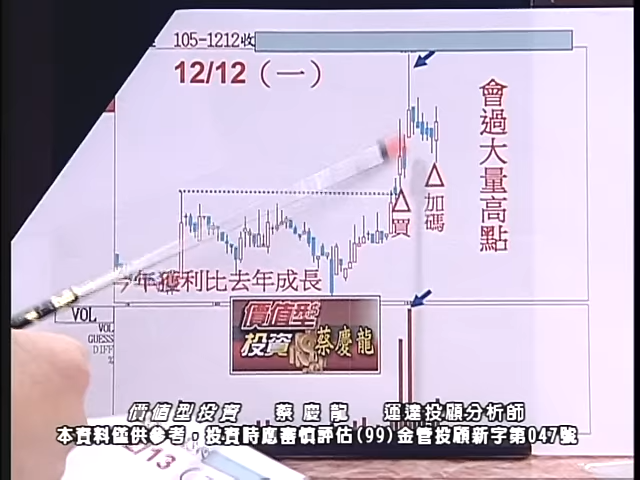 105-1212收
12/12（一）
會過大量高點
加碼
買
今年獲利比去年成長
VOL
VOL
GUESS
DIFF
價值型
投資
蔡慶龍
價值型投資 蔡慶龍 運達投顧分析師
本資料僅供參考，投資時應審慎評估(99)金管投顧新字第047號
/13